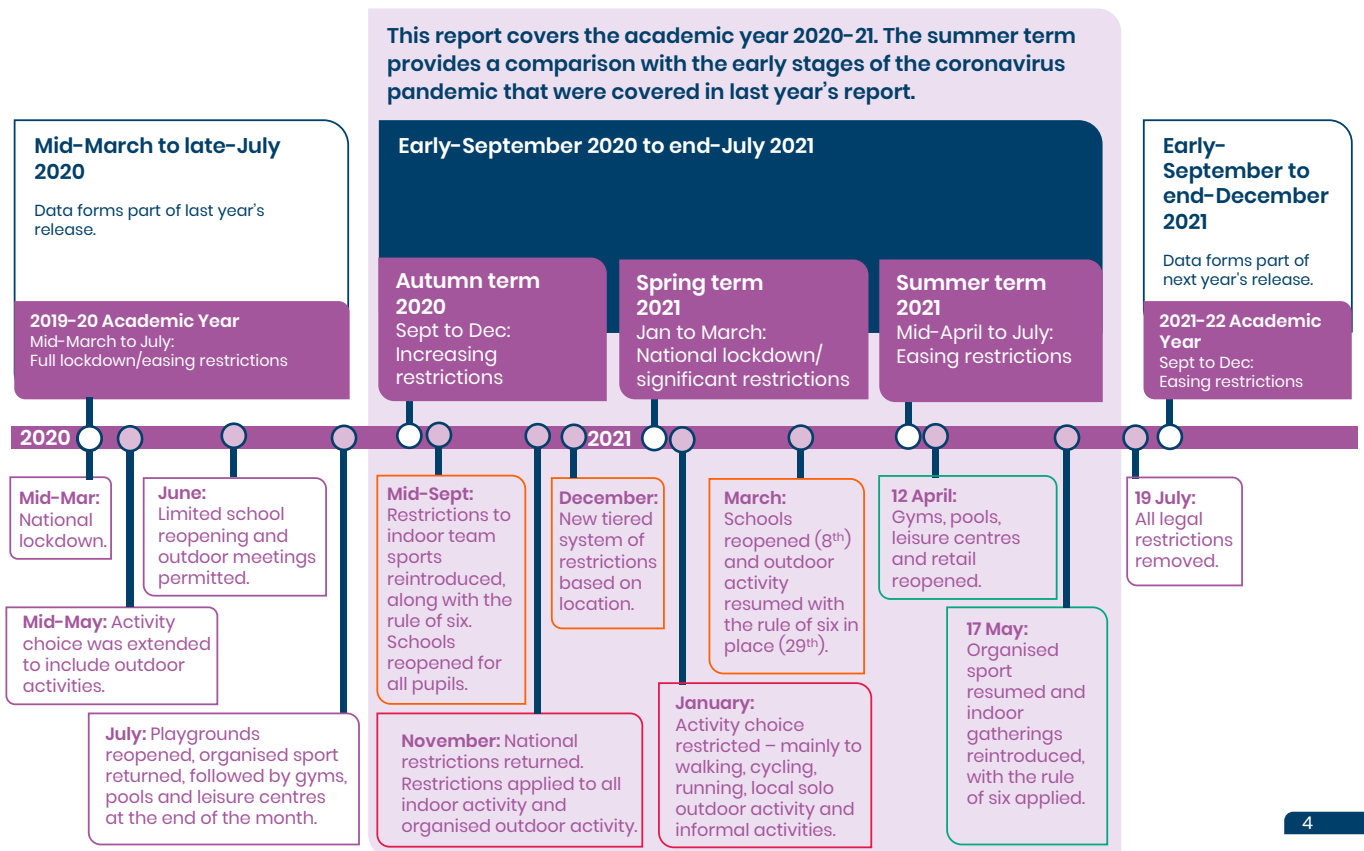 This report covers the academic year 2020-21. The summer term
provides a comparison with the early stages of the coronavirus
pandemic that were covered in last year's report.
Mid-March to late-July
2020
Data forms part of last year's
release.
2019-20 Academic Year
Mid-March to July:
Full lockdown/easing restrictions
Early-September 2020 to end-July 2021
Autumn term
2020
Sept to Dec:
Increasing
restrictions
Spring term
2021
Jan to March:
National lockdown/
significant restrictions
Summer term
2021
Mid-April to July:
Easing restrictions
Early-
September to
end-December
2021
Data forms part of
next year's release.
2021-22 Academic
Year
Sept to Dec:
Easing restrictions
2020
2021
Mid-Mar:
National
lockdown.
Mid-May: Activity
choice was extended
to include outdoor
activities.
June:
Limited school
reopening and
outdoor meetings
permitted.
July: Playgrounds
reopened, organised sport
returned, followed by gyms,
pools and leisure centres
at the end of the month.
Mid-Sept:
Restrictions to
indoor team
sports
reintroduced,
along with the
rule of six.
Schools
reopened for
all pupils.
November: National
restrictions returned.
Restrictions applied to all
indoor activity and
organised outdoor activity.
December:
New tiered
system of
restrictions
based on
location.
January:
Activity choice
restricted – mainly to
walking, cycling,
running, local solo
outdoor activity and
informal activities.
March:
Schools
reopened (8th)
and outdoor
activity
resumed with
the rule of six in
place (29th).
12 April:
Gyms, pools,
leisure centres
and retail
reopened.
17 May:
Organised
sport
resumed and
indoor
gatherings
reintroduced,
with the rule
of six applied.
19 July:
All legal
restrictions
removed.
4